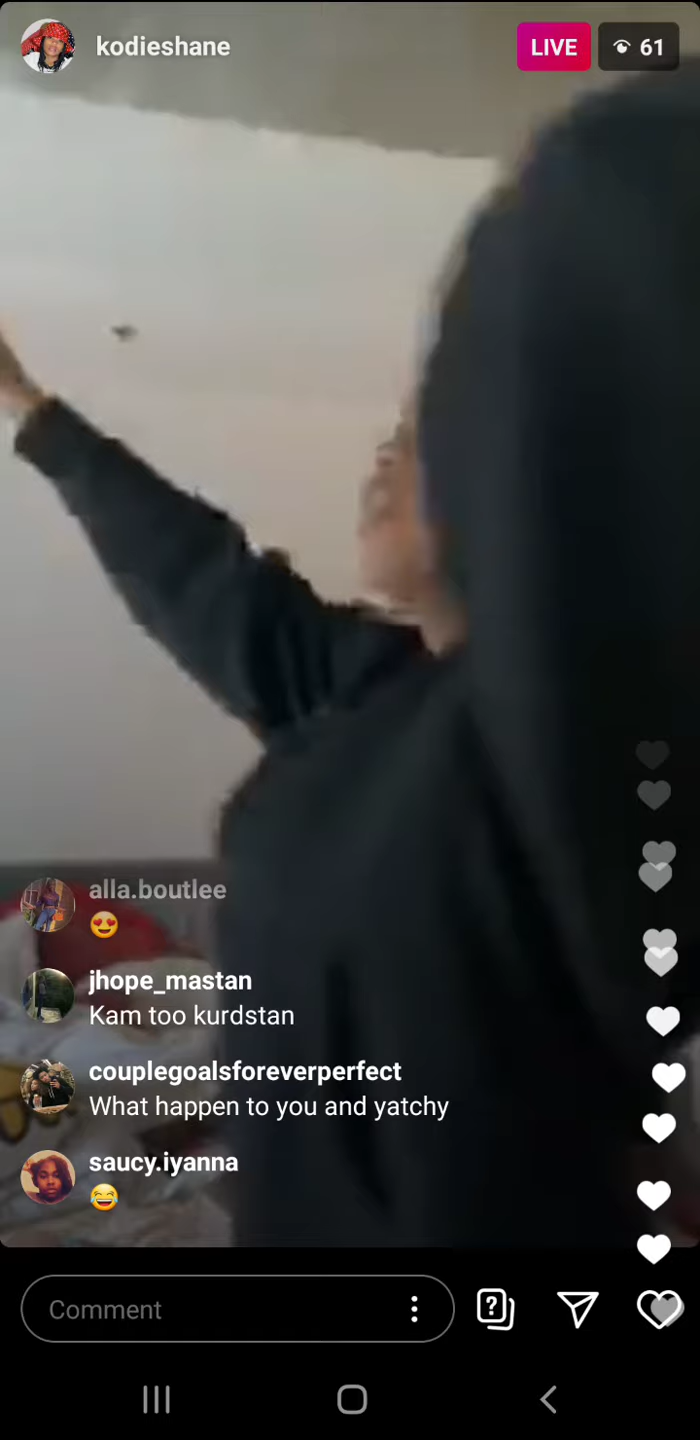 kodieshane
LIVE
61
alla.boutlee
😍
jhope_mastan
Kam too kurdstan
couplegoalsforeverperfect
What happen to you and yatchy
saucy.iyanna
😂
Comment